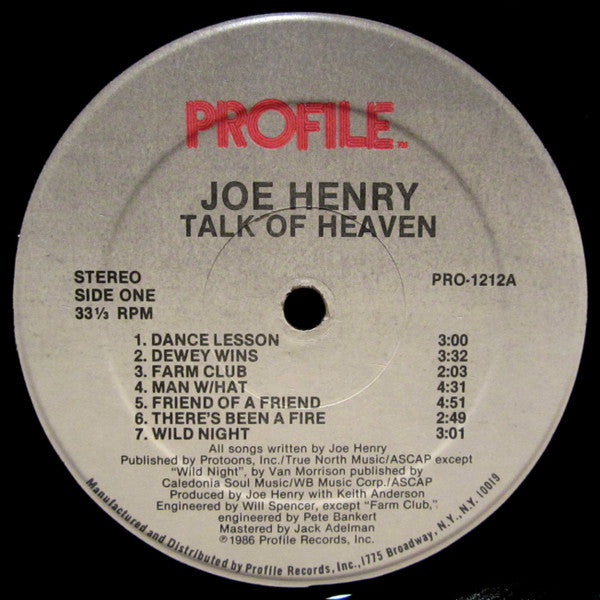 PROFILE™
JOE HENRY
TALK OF HEAVEN
STEREO
SIDE ONE
33⅓ RPM
PRO-1212A
1. DANCE LESSON 3:00
2. DEWEY WINS 3:32
3. FARM CLUB 2:03
4. MAN W/HAT 4:31
5. FRIEND OF A FRIEND 4:51
6. THERE'S BEEN A FIRE 2:49
7. WILD NIGHT 3:01
All songs written by Joe Henry
Published by Protoons, Inc./True North Music/ASCAP except
"Wild Night", by Van Morrison published by
Caledonia Soul Music/WB Music Corp./ASCAP
Produced by Joe Henry with Keith Anderson
Engineered by Will Spencer, except "Farm Club,"
engineered by Pete Bankert
Mastered by Jack Adelman
℗1986 Profile Records, Inc.
Manufactured and Distributed by Profile Records, Inc., 1775 Broadway, N.Y., N.Y. 10019